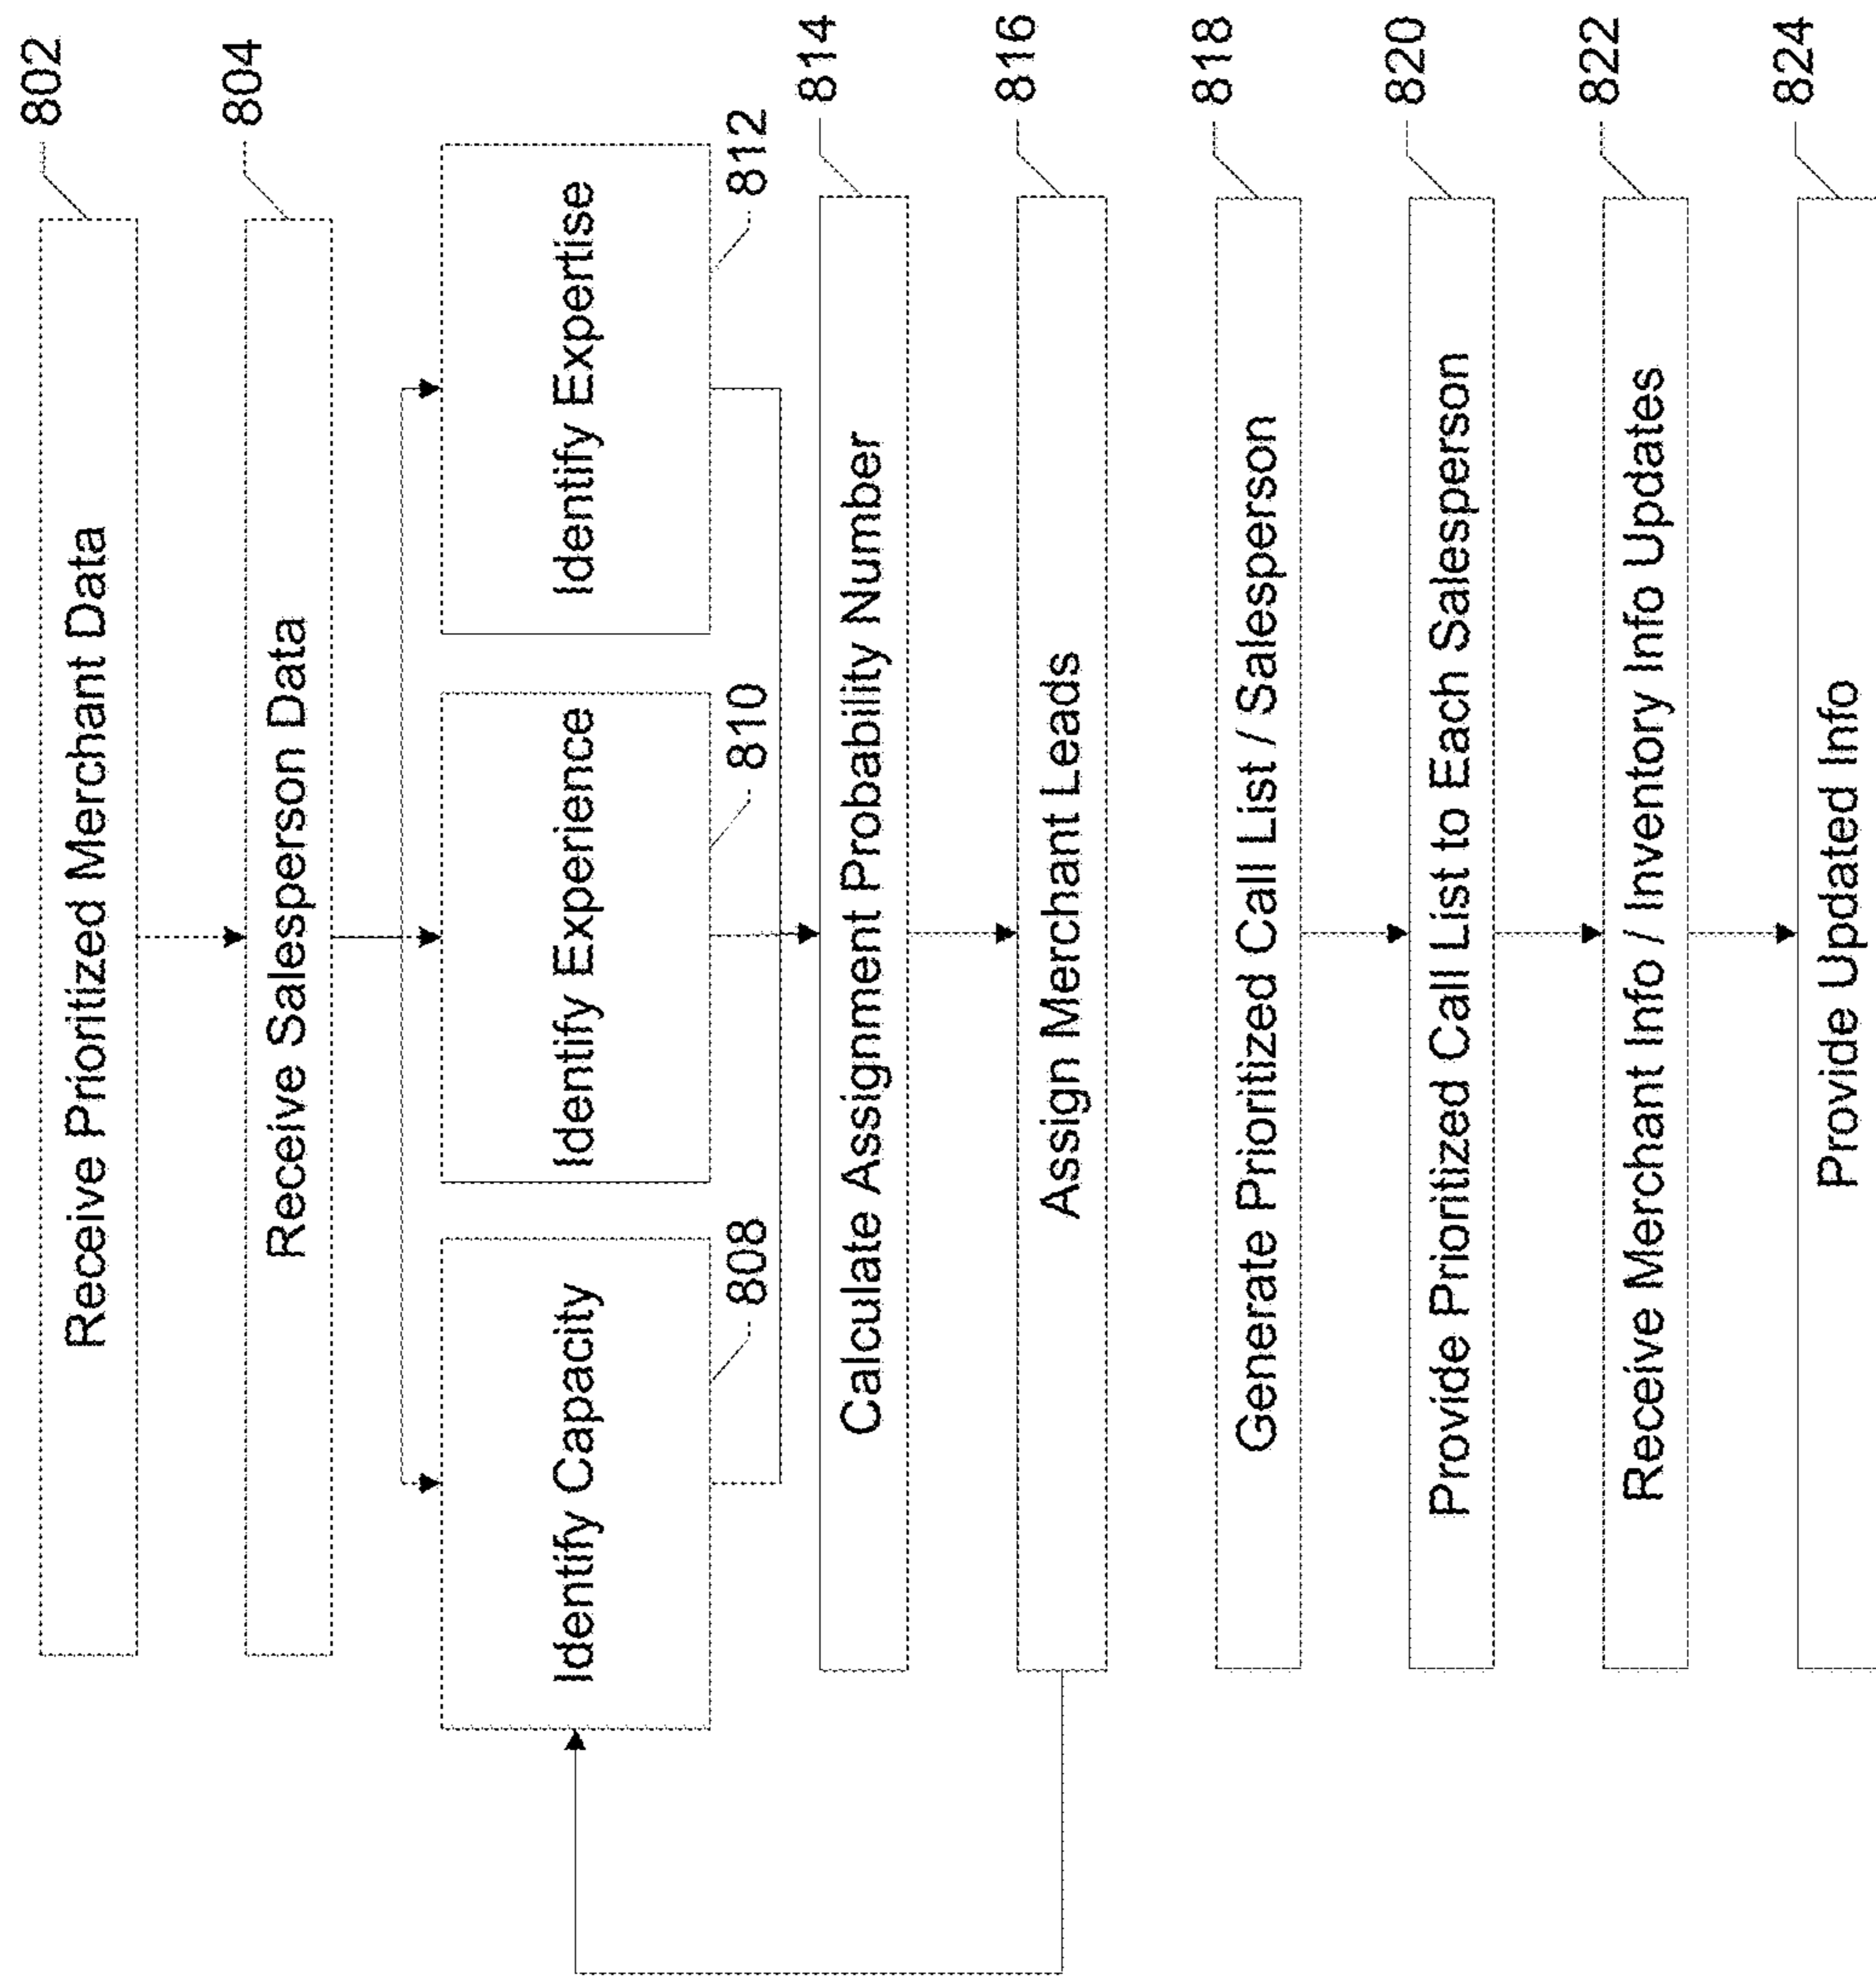 Receive Prioritized Merchant Data
802
Receive Salesperson Data
804
Identify Capacity
808
Identify Experience
810
Identify Expertise
812
Calculate Assignment Probability Number
814
Assign Merchant Leads
816
Generate Prioritized Call List / Salesperson
818
Provide Prioritized Call List to Each Salesperson
820
Receive Merchant Info / Inventory Info Updates
822
Provide Updated Info
824